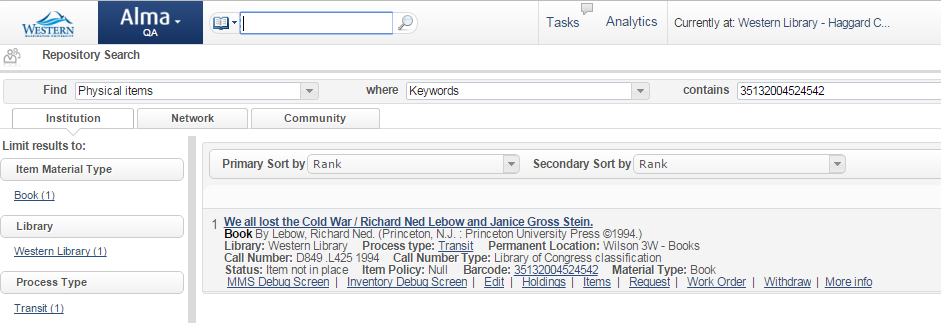 WESTERN
WASHINGTON UNIVERSITY
Alma
QA
Tasks
Analytics
Currently at: Western Library - Haggard C...
Repository Search
Find Physical items where Keywords contains 35132004524542
Institution Network Community
Limit results to:
Item Material Type
Book (1)
Library
Western Library (1)
Process Type
Transit (1)
Primary Sort by Rank Secondary Sort by Rank
1 We all lost the Cold War / Richard Ned Lebow and Janice Gross Stein.
Book By Lebow, Richard Ned. (Princeton, N.J. : Princeton University Press ©1994.)
Library: Western Library Process type: Transit Permanent Location: Wilson 3W - Books
Call Number: D849 .L425 1994 Call Number Type: Library of Congress classification
Status: Item not in place Item Policy: Null Barcode: 35132004524542 Material Type: Book
MMS Debug Screen | Inventory Debug Screen | Edit | Holdings | Items | Request | Work Order | Withdraw | More info